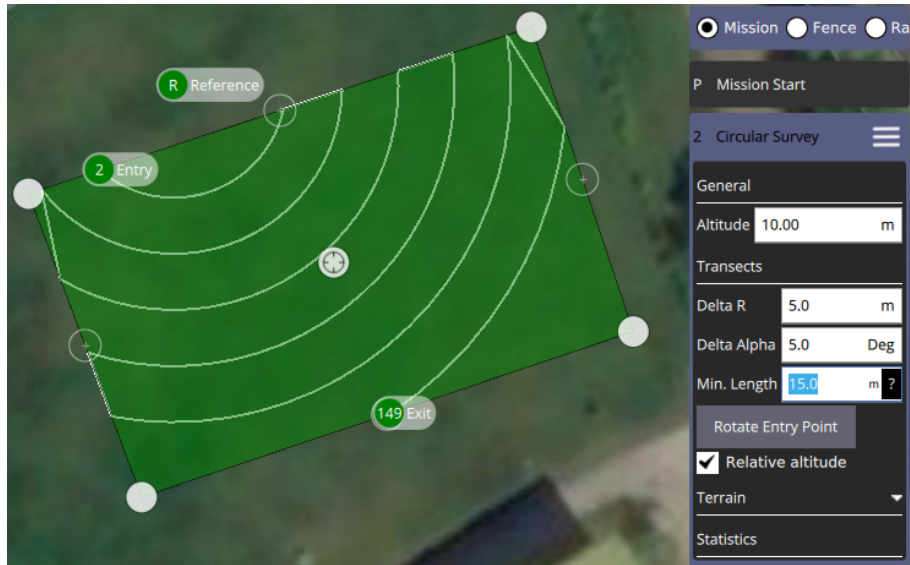 R Reference
2 Entry
149 Exit
Mission Fence Ra
P Mission Start
2 Circular Survey
General
Altitude 10.00 m
Transects
Delta R 5.0 m
Delta Alpha 5.0 Deg
Min. Length 15.0 m ?
Rotate Entry Point
Relative altitude
Terrain
Statistics